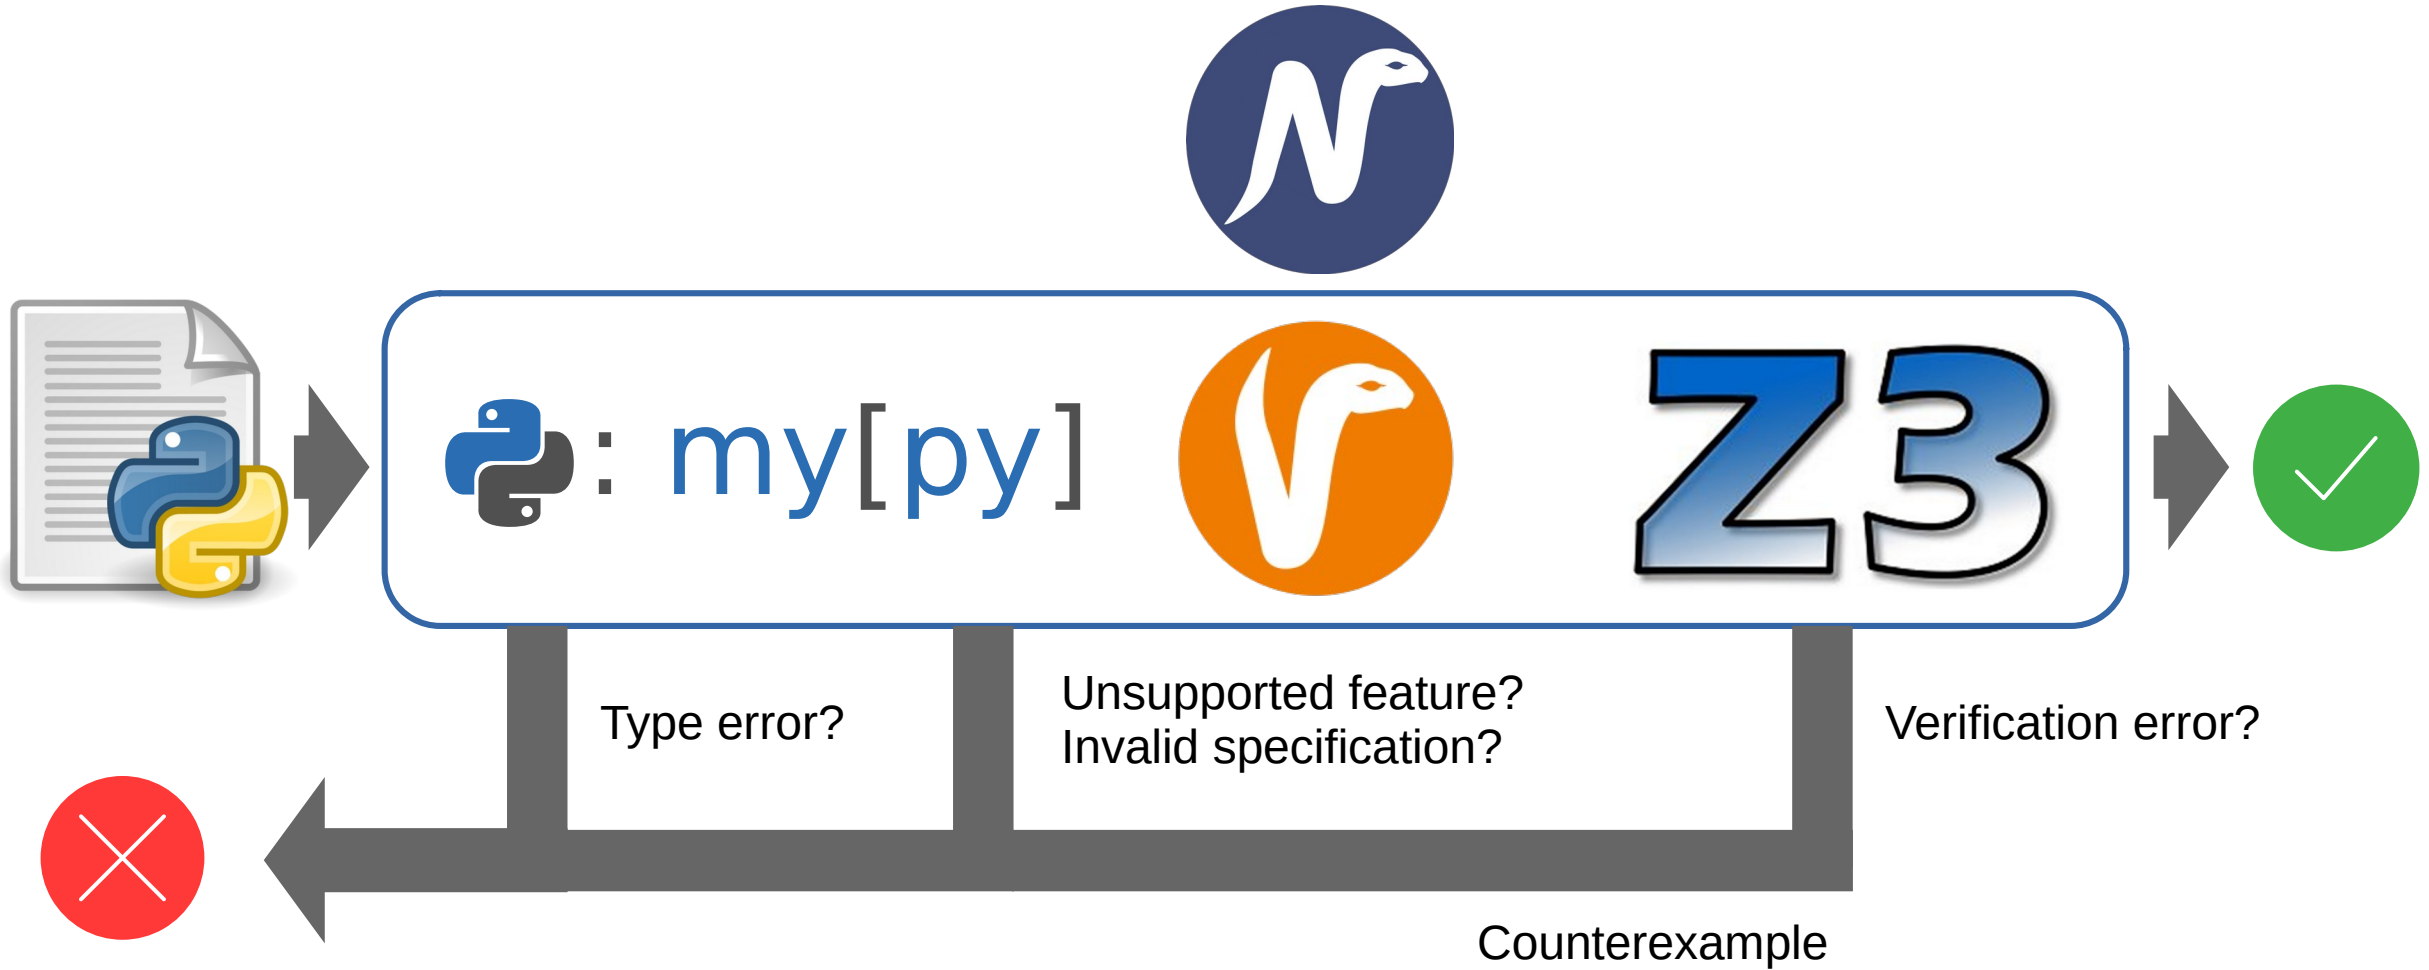 N
: my[py]
V
Z3
Type error?
Unsupported feature?
Invalid specification?
Verification error?
Counterexample